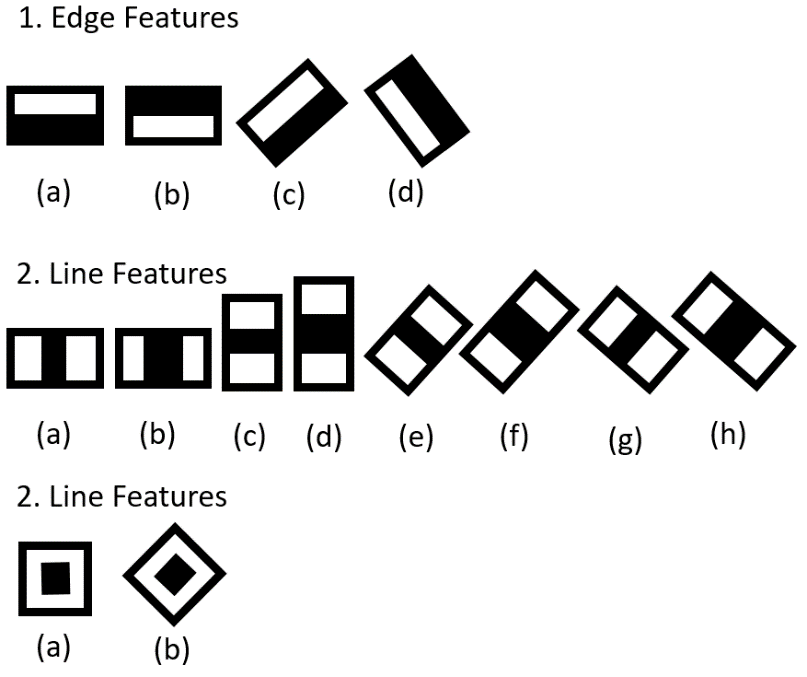 1. Edge Features
(a) (b) (c) (d)
2. Line Features
(a) (b) (c) (d) (e) (f) (g) (h)
2. Line Features
(a) (b)